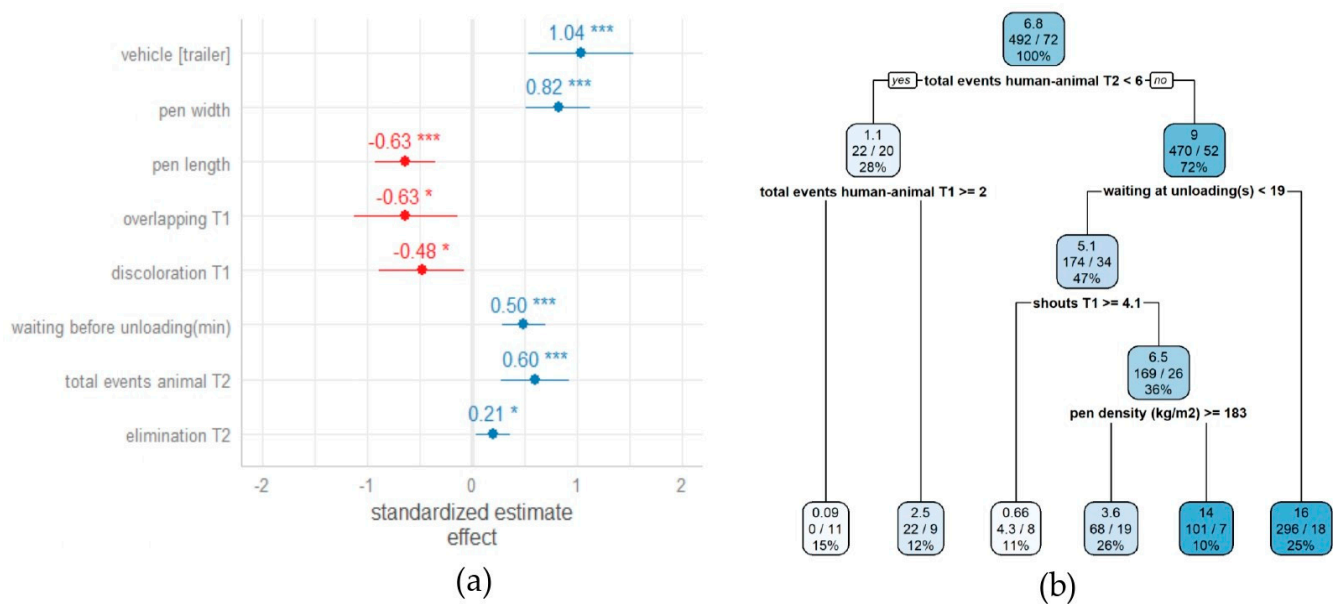 vehicle [trailer]
1.04 ***
pen width
0.82 ***
pen length
-0.63 ***
overlapping T1
-0.63 *
discoloration T1
-0.48 *
waiting before unloading(min)
0.50 ***
total events animal T2
0.60 ***
elimination T2
0.21 *
-2 -1 0 1 2
standardized estimate
effect
(a)
6.8
492 / 72
100%
yes total events human-animal T2 < 6 no
1.1
22 / 20
28%
9
470 / 52
72%
total events human-animal T1 >= 2
waiting at unloading(s) < 19
5.1
174 / 34
47%
shouts T1 >= 4.1
6.5
169 / 26
36%
pen density (kg/m2) >= 183
0.09
0 / 11
15%
2.5
22 / 9
12%
0.66
4.3 / 8
11%
3.6
68 / 19
26%
14
101 / 7
10%
16
296 / 18
25%
(b)